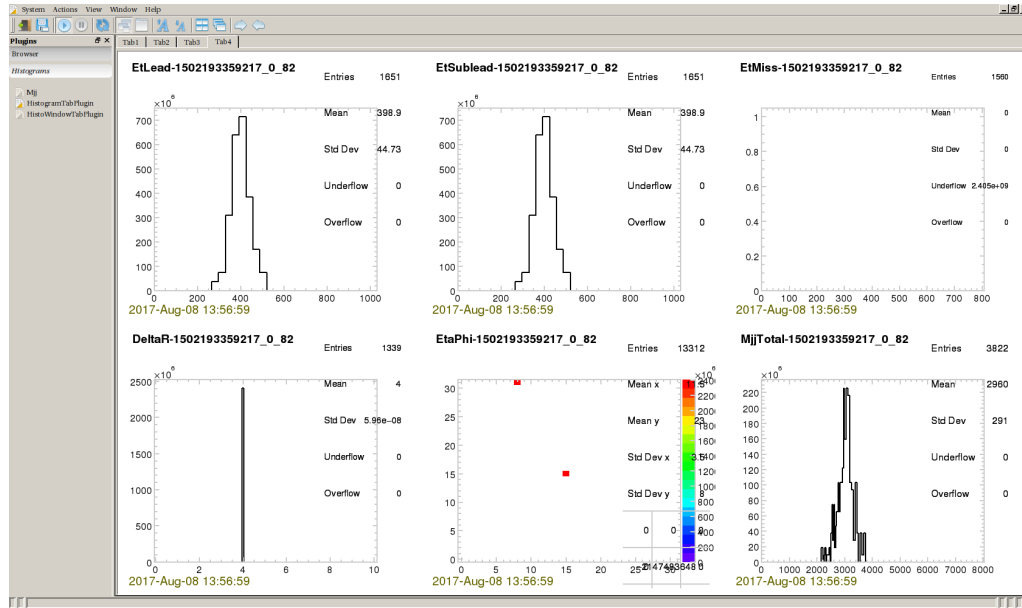 System Actions View Window Help
Plugins
Browser
Histograms
Mjj
HistogramTabPlugin
HistoWindowTabPlugin
Tab1 Tab2 Tab3 Tab4
EtLead-1502193359217_0_82
Entries 1651
×10⁶
Mean 398.9
Std Dev 44.73
Underflow 0
Overflow 0
700
600
500
400
300
200
100
0
0 200 400 600 800 1000
2017-Aug-08 13:56:59
EtSublead-1502193359217_0_82
Entries 1651
×10⁶
Mean 398.9
Std Dev 44.73
Underflow 0
Overflow 0
700
600
500
400
300
200
100
0
0 200 400 600 800 1000
2017-Aug-08 13:56:59
EtMiss-1502193359217_0_82
Entries 1560
Mean 0
Std Dev 0
Underflow 2.405e+09
Overflow 0
1
0.8
0.6
0.4
0.2
0
0 100 200 300 400 500 600 700 800
2017-Aug-08 13:56:59
DeltaR-1502193359217_0_82
Entries 1339
×10⁶
Mean 4
Std Dev 5.96e-08
Underflow 0
Overflow 0
2500
2000
1500
1000
500
0
0 2 4 6 8 10
2017-Aug-08 13:56:59
EtaPhi-1502193359217_0_82
Entries 13312
×10⁶
Mean x
Mean y 23
Std Dev x
Std Dev y 8
0 0
30
25
20
15
10
5
0
0 5 10 15 20 25
2017-Aug-08 13:56:59
MjjTotal-1502193359217_0_82
Entries 3822
×10⁶
Mean 2960
Std Dev 291
Underflow 0
Overflow 0
220
200
180
160
140
120
100
80
60
40
20
0
0 1000 2000 3000 4000 5000 6000 7000 8000
2017-Aug-08 13:56:59